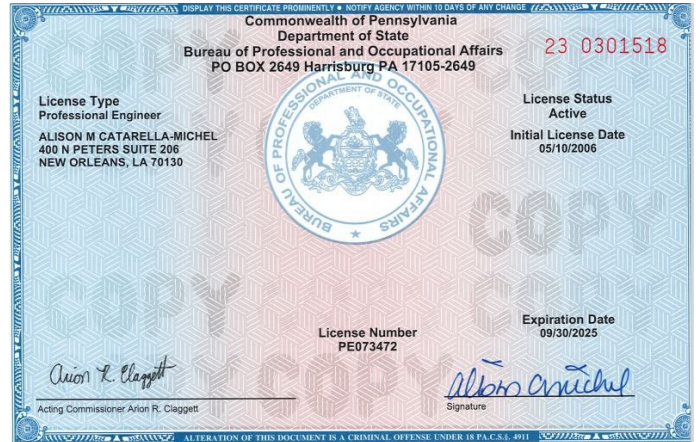 DISPLAY THIS CERTIFICATE PROMINENTLY • NOTIFY AGENCY WITHIN 10 DAYS OF ANY CHANGE
Commonwealth of Pennsylvania
Department of State
Bureau of Professional and Occupational Affairs
PO BOX 2649 Harrisburg PA 17105-2649
23 0301518
License Type
Professional Engineer
ALISON M CATARELLA-MICHEL
400 N PETERS SUITE 206
NEW ORLEANS, LA 70130
BUREAU OF PROFESSIONAL AND OCCUPATIONAL AFFAIRS
DEPARTMENT OF STATE
License Status
Active
Initial License Date
05/10/2006
COPY
COPY
COPY
COPY
License Number
PE073472
Expiration Date
09/30/2025
Arion R. Claggett
Acting Commissioner Arion R. Claggett
Signature
ALTERATION OF THIS DOCUMENT IS A CRIMINAL OFFENSE UNDER 18 PA.C.S.§ 4911